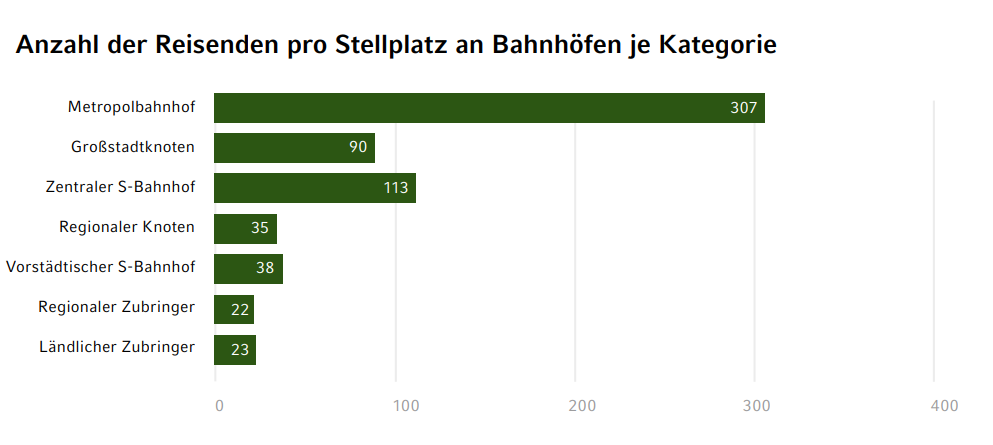 Anzahl der Reisenden pro Stellplatz an Bahnhöfen je Kategorie
Metropolbahnhof 307
Großstadtknoten 90
Zentraler S-Bahnhof 113
Regionaler Knoten 35
Vorstädtischer S-Bahnhof 38
Regionaler Zubringer 22
Ländlicher Zubringer 23
0 100 200 300 400